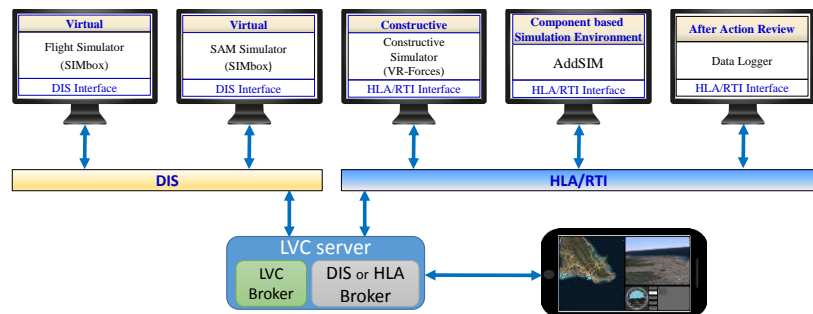 Virtual
Flight Simulator
(SIMbox)
DIS Interface
Virtual
SAM Simulator
(SIMbox)
DIS Interface
Constructive
Constructive
Simulator
(VR-Forces)
HLA/RTI Interface
Component based
Simulation Environment
AddSIM
HLA/RTI Interface
After Action Review
Data Logger
HLA/RTI Interface
DIS
HLA/RTI
LVC server
LVC
Broker
DIS or HLA
Broker